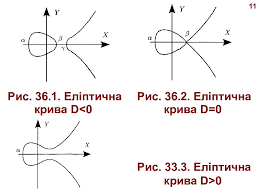 11
Y
α β γ X
Рис. 36.1. Еліптична
крива D<0
Y
α β X
Рис. 36.2. Еліптична
крива D=0
Y
α X
Рис. 33.3. Еліптична
крива D>0